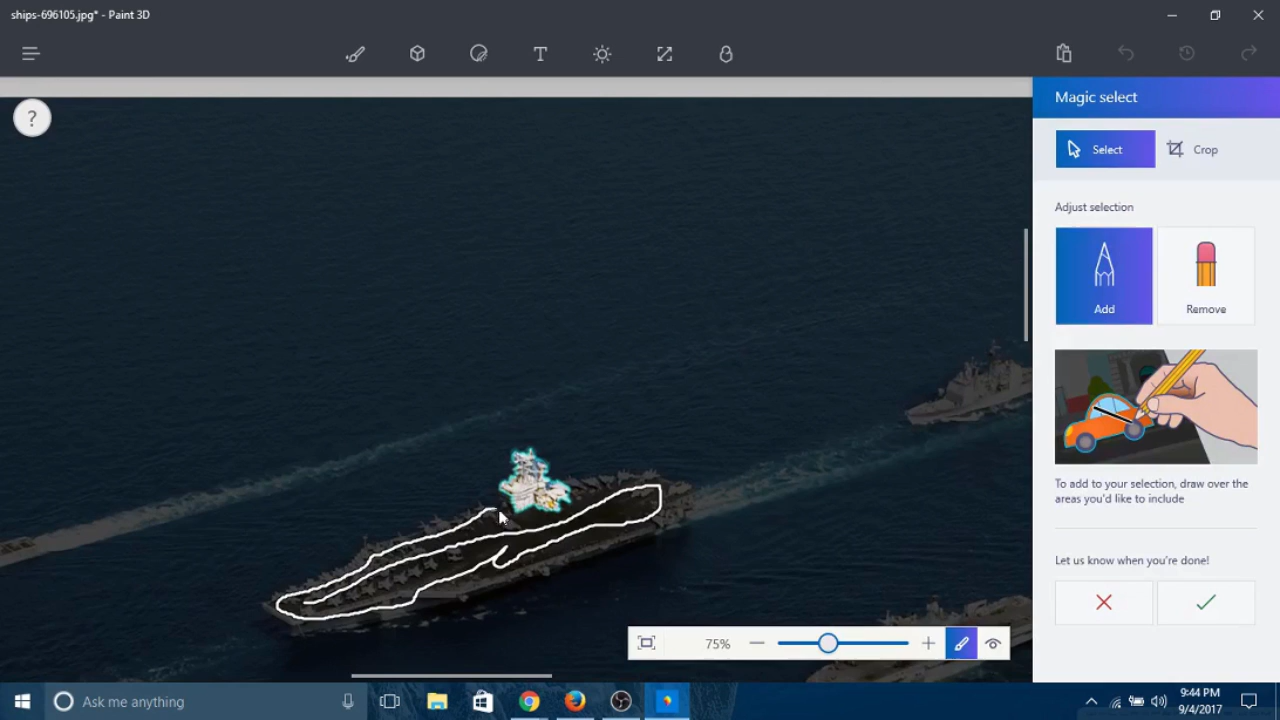 ships-696105.jpg* - Paint 3D
?
Magic select
Select
Crop
Adjust selection
Add
Remove
To add to your selection, draw over the
areas you'd like to include
Let us know when you're done!
75%
Ask me anything
9:44 PM
9/4/2017